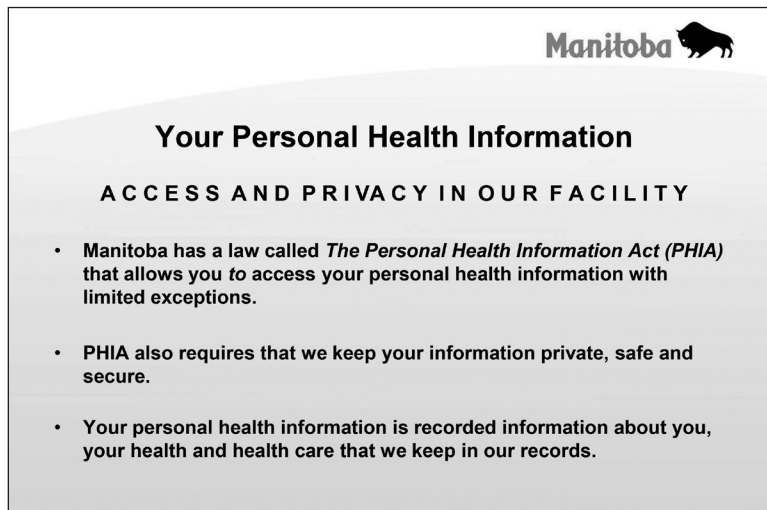 Manitoba
Your Personal Health Information
ACCESS AND PRIVACY IN OUR FACILITY
• Manitoba has a law called The Personal Health Information Act (PHIA)
that allows you to access your personal health information with
limited exceptions.
• PHIA also requires that we keep your information private, safe and
secure.
• Your personal health information is recorded information about you,
your health and health care that we keep in our records.